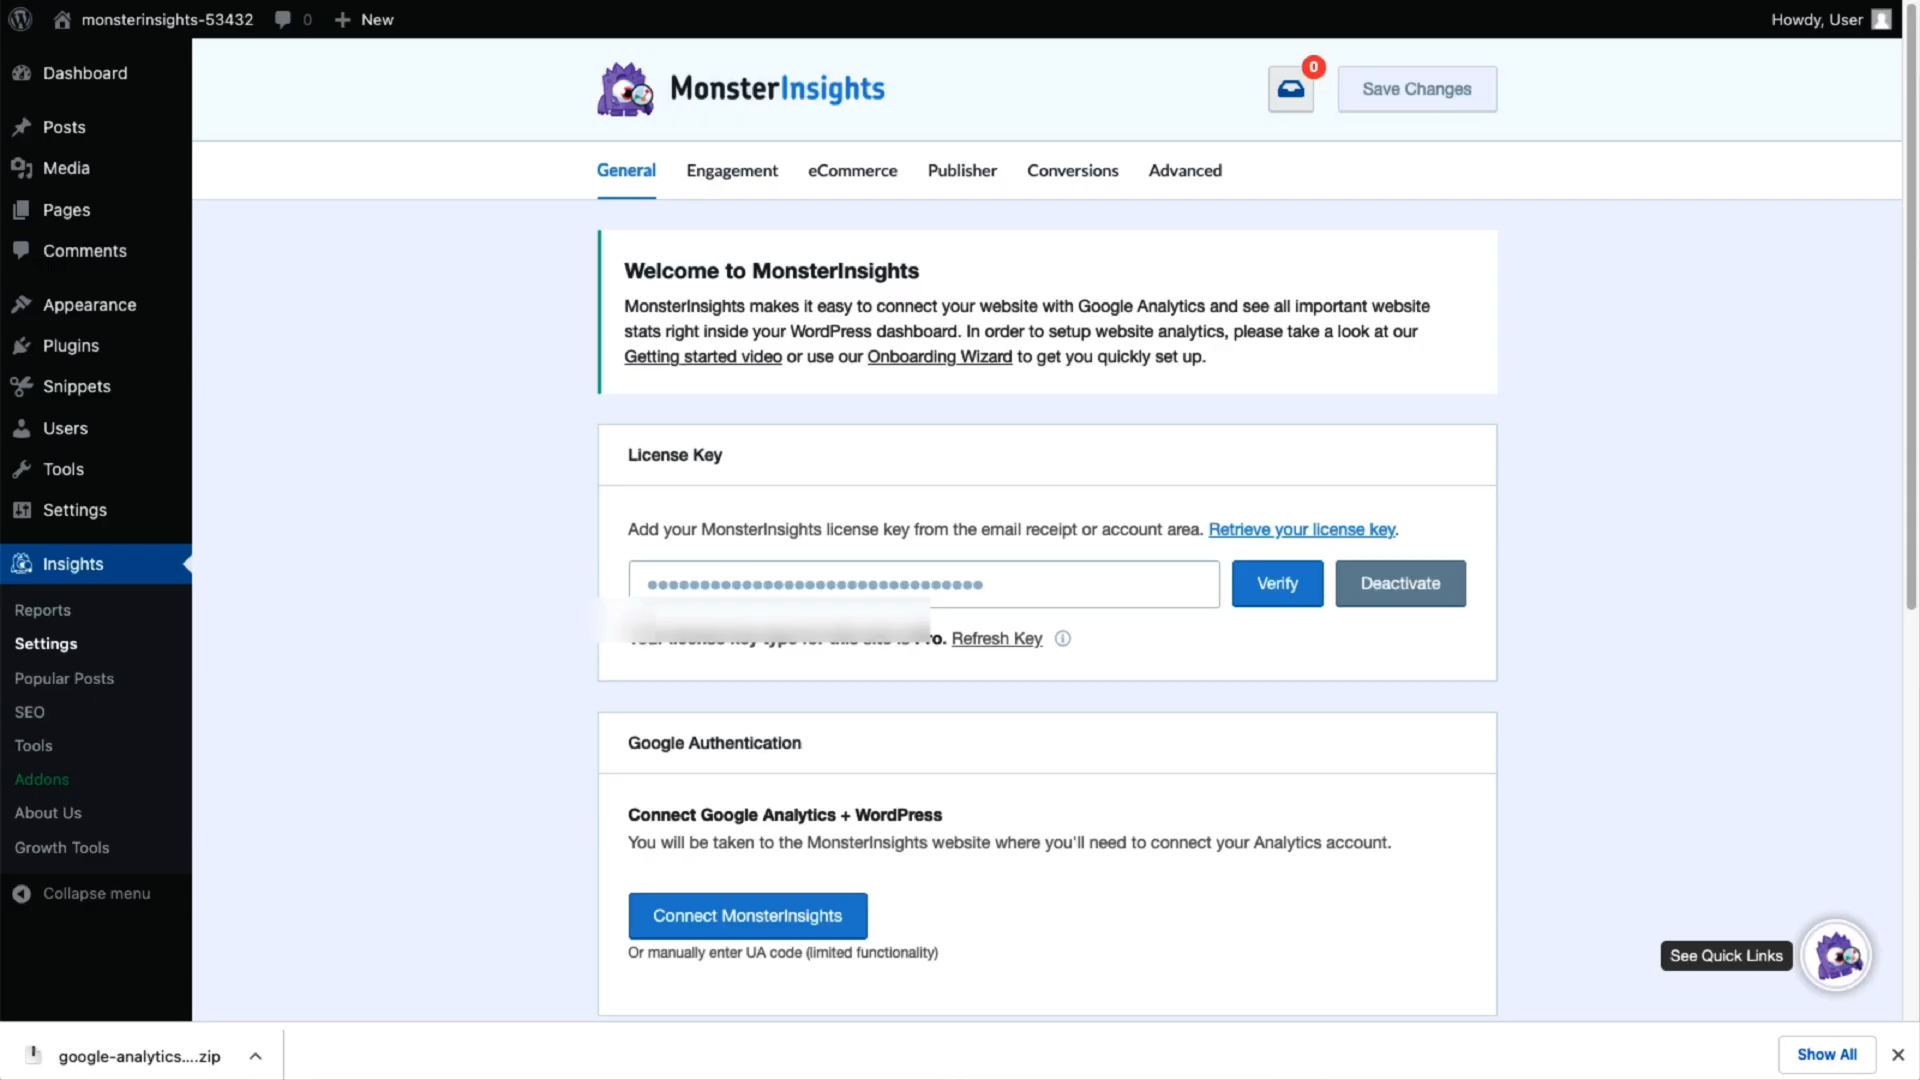 monsterinsights-53432
0
New
Howdy, User
Dashboard
Posts
Media
Pages
Comments
Appearance
Plugins
Snippets
Users
Tools
Settings
Insights
Reports
Settings
Popular Posts
SEO
Tools
Addons
About Us
Growth Tools
Collapse menu
MonsterInsights
0
Save Changes
General
Engagement
eCommerce
Publisher
Conversions
Advanced
Welcome to MonsterInsights
MonsterInsights makes it easy to connect your website with Google Analytics and see all important website
stats right inside your WordPress dashboard. In order to setup website analytics, please take a look at our
Getting started video or use our Onboarding Wizard to get you quickly set up.
License Key
Add your MonsterInsights license key from the email receipt or account area. Retrieve your license key.
Verify
Deactivate
Refresh Key
Google Authentication
Connect Google Analytics + WordPress
You will be taken to the MonsterInsights website where you'll need to connect your Analytics account.
Connect MonsterInsights
Or manually enter UA code (limited functionality)
See Quick Links
google-analytics....zip
Show All